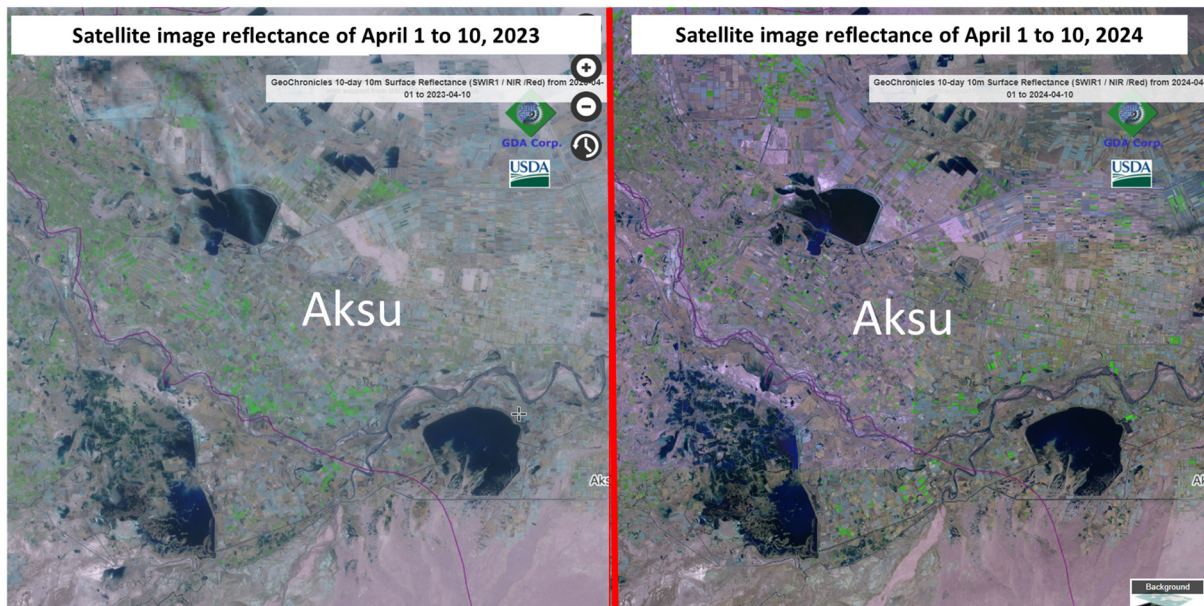 Satellite image reflectance of April 1 to 10, 2023
GeoChronicles 10-day 10m Surface Reflectance (SWIR1 / NIR /Red) from
01 to 2023-04-10
GDA Corp.
USDA
Aksu
Satellite image reflectance of April 1 to 10, 2024
GeoChronicles 10-day 10m Surface Reflectance (SWIR1 / NIR /Red) from 2024-04-
01 to 2024-04-10
GDA Corp.
USDA
Aksu
Background